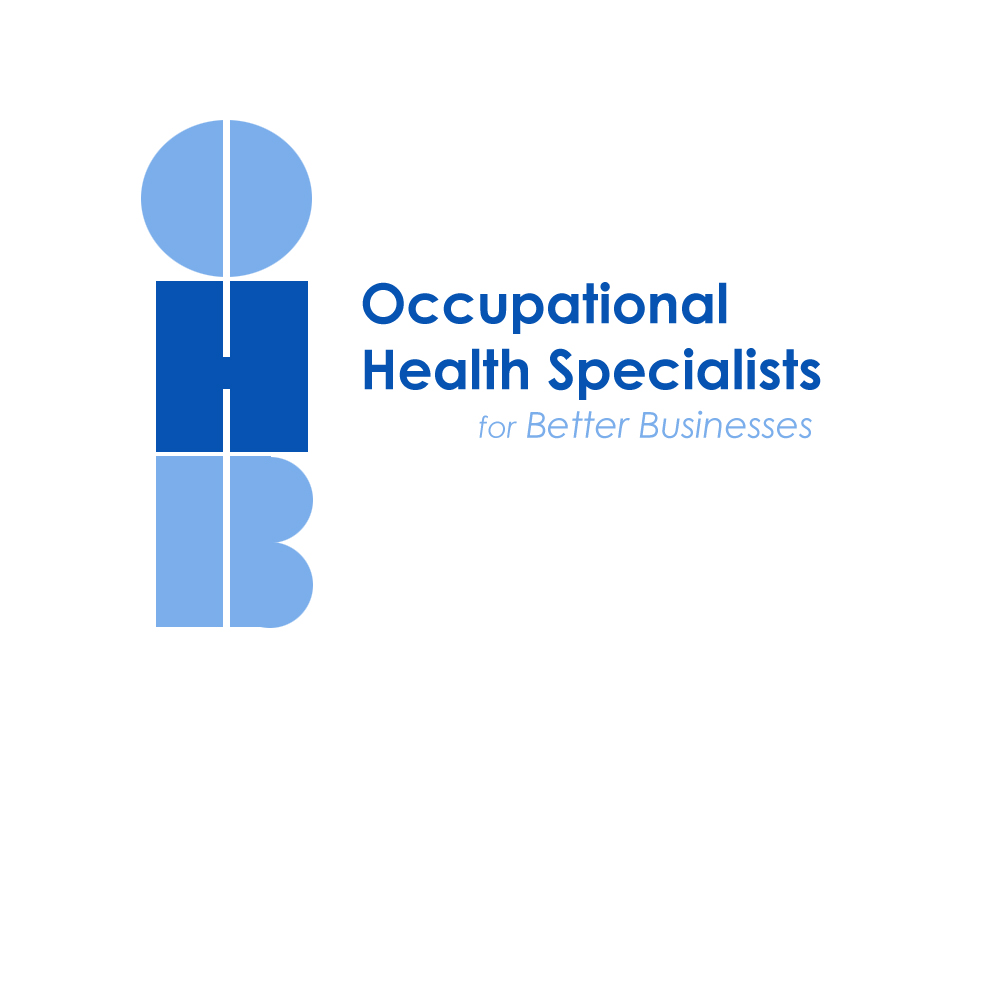 O
H
B
Occupational
Health Specialists
for Better Businesses